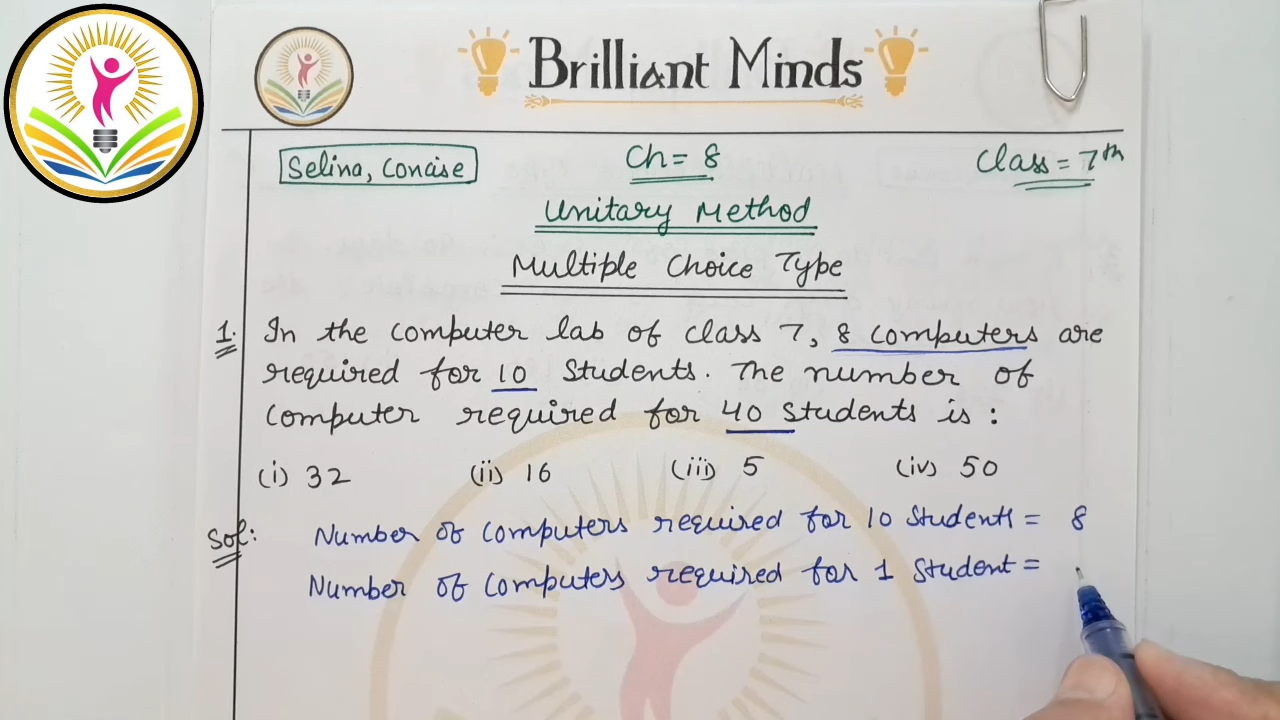 Brilliant Minds
Selina, Concise
Ch = 8
Class = 7th
Unitary Method
Multiple Choice Type
1. In the computer lab of class 7, 8 computers are
required for 10 students. The number of
computer required for 40 students is :
(i) 32 (ii) 16 (iii) 5 (iv) 50
Sol: Number of computers required for 10 students = 8
Number of computers required for 1 student =